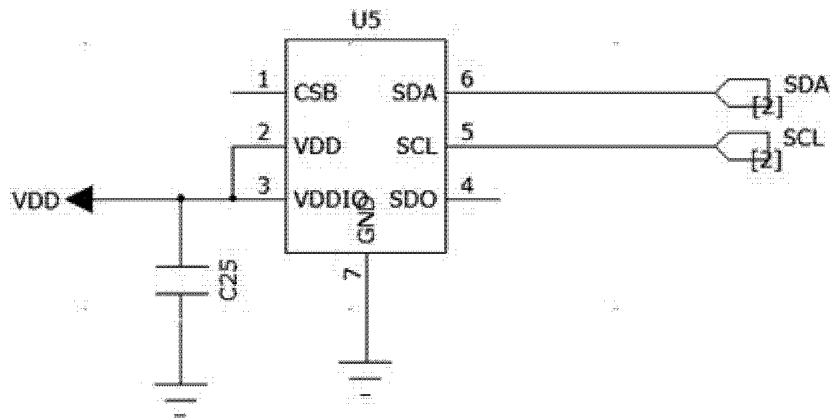 U5
1 CSB SDA 6 SDA
[2]
2 VDD SCL 5 SCL
[2]
VDD 3 VDDIO SDO 4
GND
7
C25